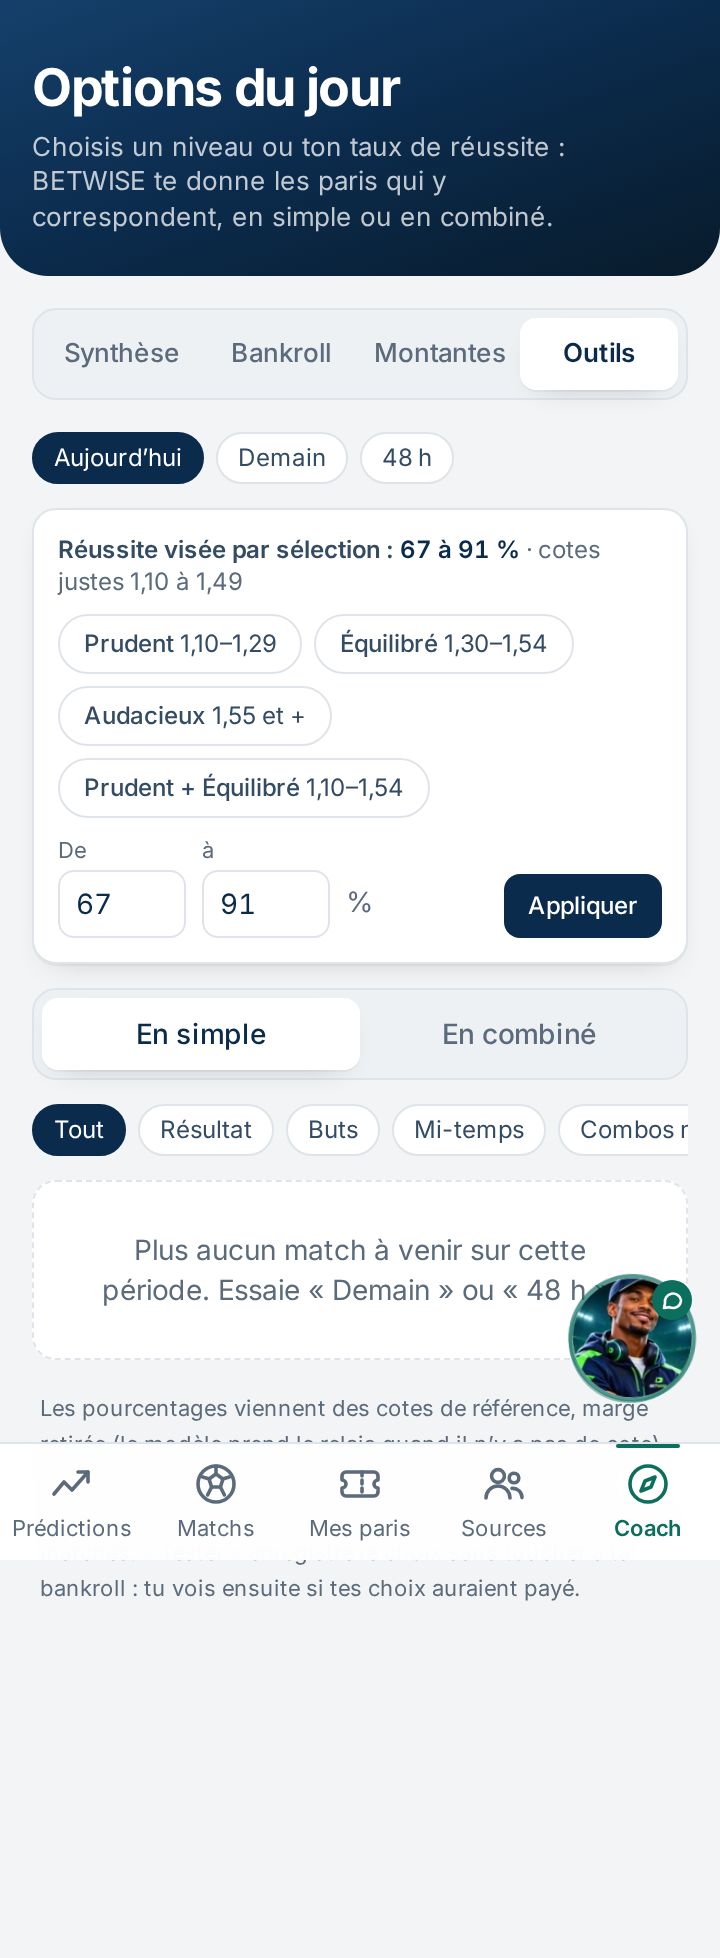 Options du jour
Choisis un niveau ou ton taux de réussite :
BETWISE te donne les paris qui y
correspondent, en simple ou en combiné.
Synthèse Bankroll Montantes Outils
Aujourd’hui Demain 48 h
Réussite visée par sélection : 67 à 91 % · cotes
justes 1,10 à 1,49
Prudent 1,10–1,29 Équilibré 1,30–1,54
Audacieux 1,55 et +
Prudent + Équilibré 1,10–1,54
De à
67 91 % Appliquer
En simple En combiné
Tout Résultat Buts Mi-temps Combos
Plus aucun match à venir sur cette
période. Essaie « Demain » ou « 48 h
Les pourcentages viennent des cotes de référence, marge
Prédictions Matchs Mes paris Sources Coach
bankroll : tu vois ensuite si tes choix auraient payé.